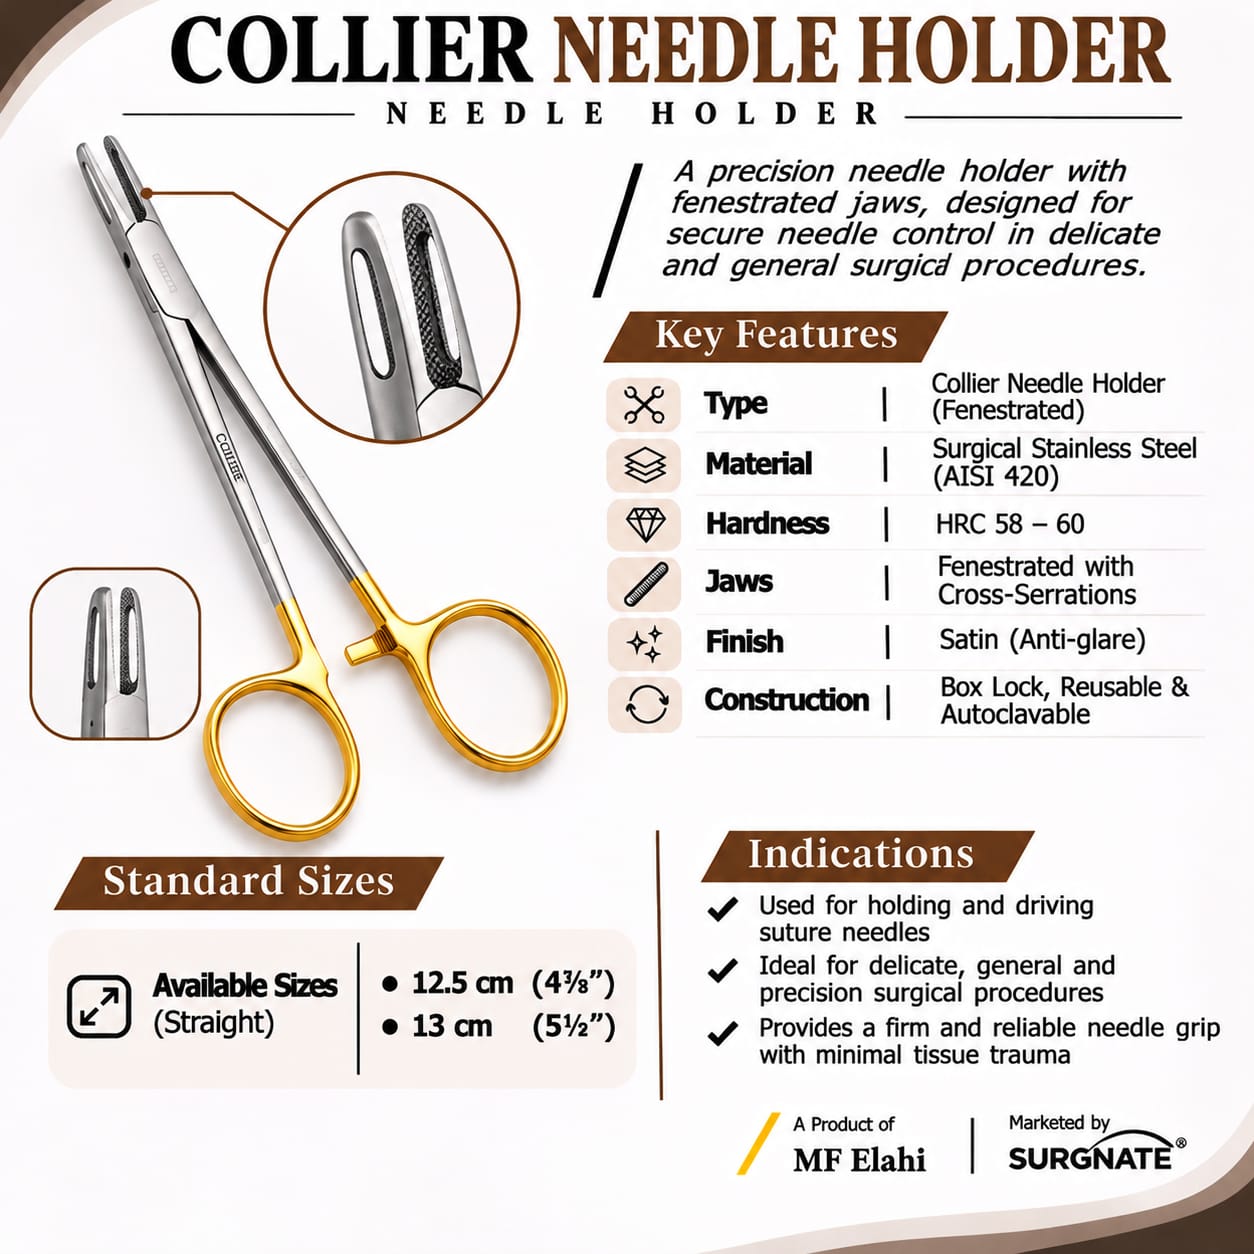 COLLIER NEEDLE HOLDER
NEEDLE HOLDER
A precision needle holder with
fenestrated jaws, designed for
secure needle control in delicate
and general surgical procedures.
Key Features
Type | Collier Needle Holder
(Fenestrated)
Material | Surgical Stainless Steel
(AISI 420)
Hardness | HRC 58 – 60
Jaws | Fenestrated with
Cross-Serrations
Finish | Satin (Anti-glare)
Construction | Box Lock, Reusable &
Autoclavable
Standard Sizes
Available Sizes
(Straight)
• 12.5 cm (4⅜”)
• 13 cm (5½”)
Indications
Used for holding and driving
suture needles
Ideal for delicate, general and
precision surgical procedures
Provides a firm and reliable needle grip
with minimal tissue trauma
A Product of
MF Elahi
Marketed by
SURGNATE®